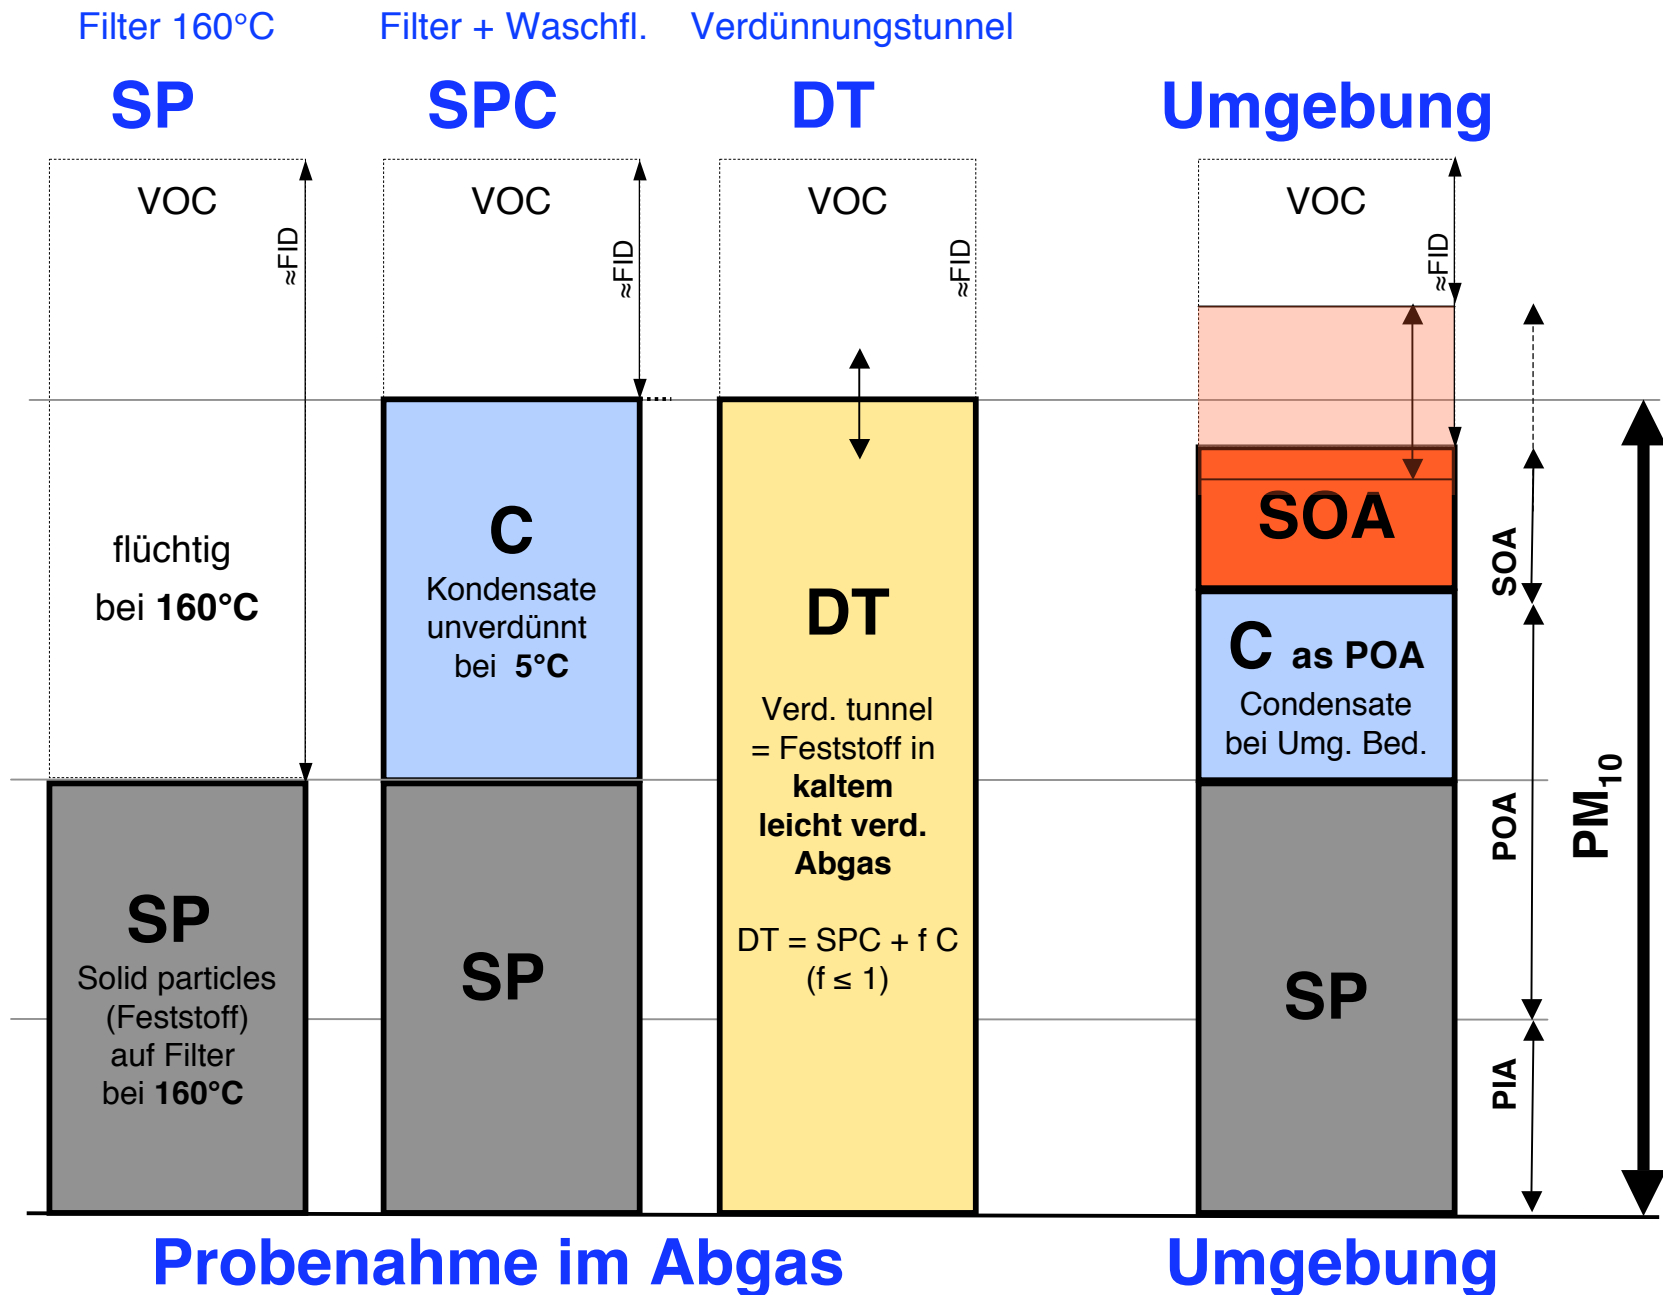 Filter 160°C
Filter + Waschfl.
Verdünnungstunnel
SP
SPC
DT
Umgebung
VOC
≈FID
flüchtig
bei 160°C
SP
Solid particles
(Feststoff)
auf Filter
bei 160°C
VOC
≈FID
C
Kondensate
unverdünnt
bei 5°C
SP
VOC
≈FID
DT
Verd. tunnel
= Feststoff in
kaltem
leicht verd.
Abgas
DT = SPC + f C
(f ≤ 1)
VOC
≈FID
SOA
C as POA
Condensate
bei Umg. Bed.
SP
SOA
POA
PIA
PM10
Probenahme im Abgas
Umgebung